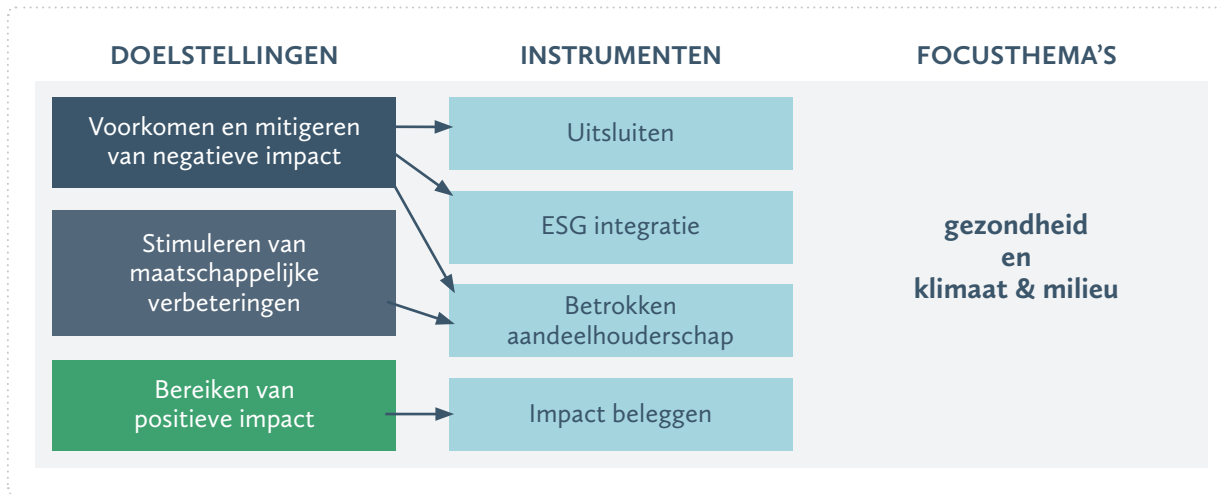 DOELSTELLINGEN
INSTRUMENTEN
FOCUSTHEMA'S
Voorkomen en mitigeren
van negatieve impact
Stimuleren van
maatschappelijke
verbeteringen
Bereiken van
positieve impact
Uitsluiten
ESG integratie
Betrokken
aandeelhouderschap
Impact beleggen
gezondheid
en
klimaat & milieu